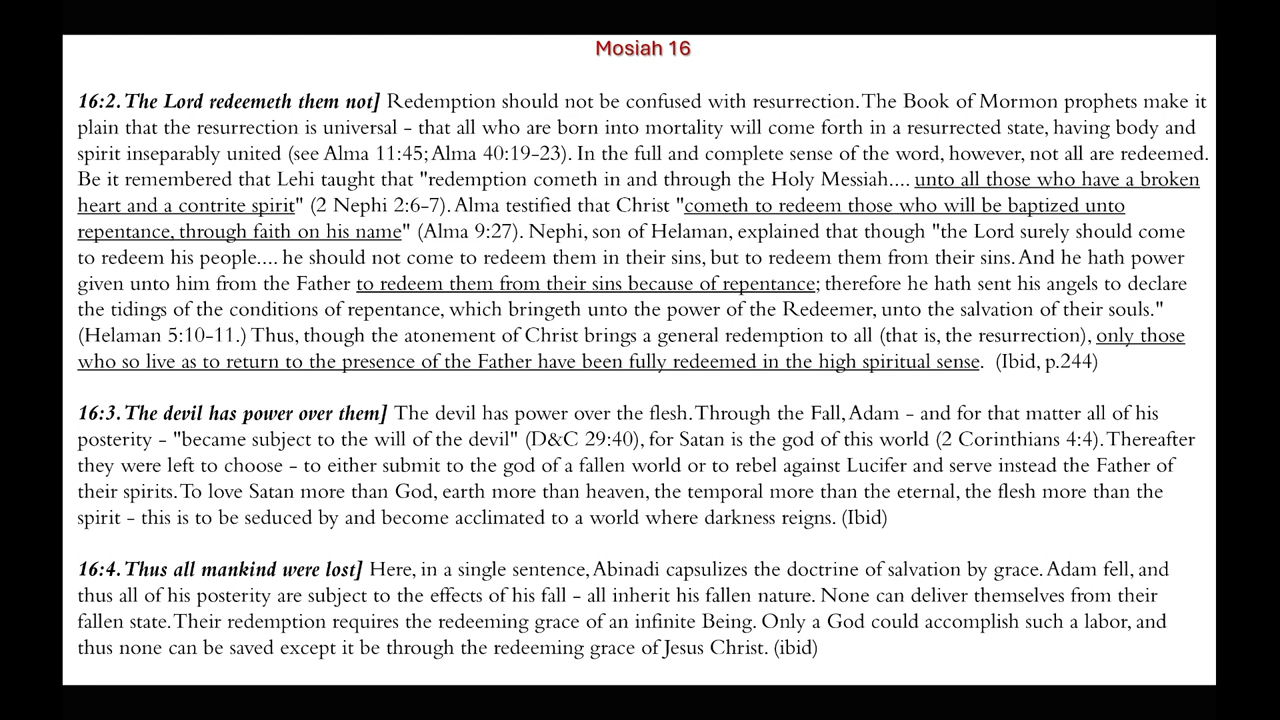 Mosiah 16
16:2. The Lord redeemeth them not] Redemption should not be confused with resurrection. The Book of Mormon prophets make it
plain that the resurrection is universal - that all who are born into mortality will come forth in a resurrected state, having body and
spirit inseparably united (see Alma 11:45; Alma 40:19-23). In the full and complete sense of the word, however, not all are redeemed.
Be it remembered that Lehi taught that "redemption cometh in and through the Holy Messiah.... unto all those who have a broken
heart and a contrite spirit" (2 Nephi 2:6-7). Alma testified that Christ "cometh to redeem those who will be baptized unto
repentance, through faith on his name" (Alma 9:27). Nephi, son of Helaman, explained that though "the Lord surely should come
to redeem his people.... he should not come to redeem them in their sins, but to redeem them from their sins. And he hath power
given unto him from the Father to redeem them from their sins because of repentance; therefore he hath sent his angels to declare
the tidings of the conditions of repentance, which bringeth unto the power of the Redeemer, unto the salvation of their souls."
(Helaman 5:10-11.) Thus, though the atonement of Christ brings a general redemption to all (that is, the resurrection), only those
who so live as to return to the presence of the Father have been fully redeemed in the high spiritual sense. (Ibid, p.244)
16:3. The devil has power over them] The devil has power over the flesh. Through the Fall, Adam - and for that matter all of his
posterity - "became subject to the will of the devil" (D&C 29:40), for Satan is the god of this world (2 Corinthians 4:4). Thereafter
they were left to choose - to either submit to the god of a fallen world or to rebel against Lucifer and serve instead the Father of
their spirits. To love Satan more than God, earth more than heaven, the temporal more than the eternal, the flesh more than the
spirit - this is to be seduced by and become acclimated to a world where darkness reigns. (Ibid)
16:4. Thus all mankind were lost] Here, in a single sentence, Abinadi capsulizes the doctrine of salvation by grace. Adam fell, and
thus all of his posterity are subject to the effects of his fall - all inherit his fallen nature. None can deliver themselves from their
fallen state. Their redemption requires the redeeming grace of an infinite Being. Only a God could accomplish such a labor, and
thus none can be saved except it be through the redeeming grace of Jesus Christ. (ibid)